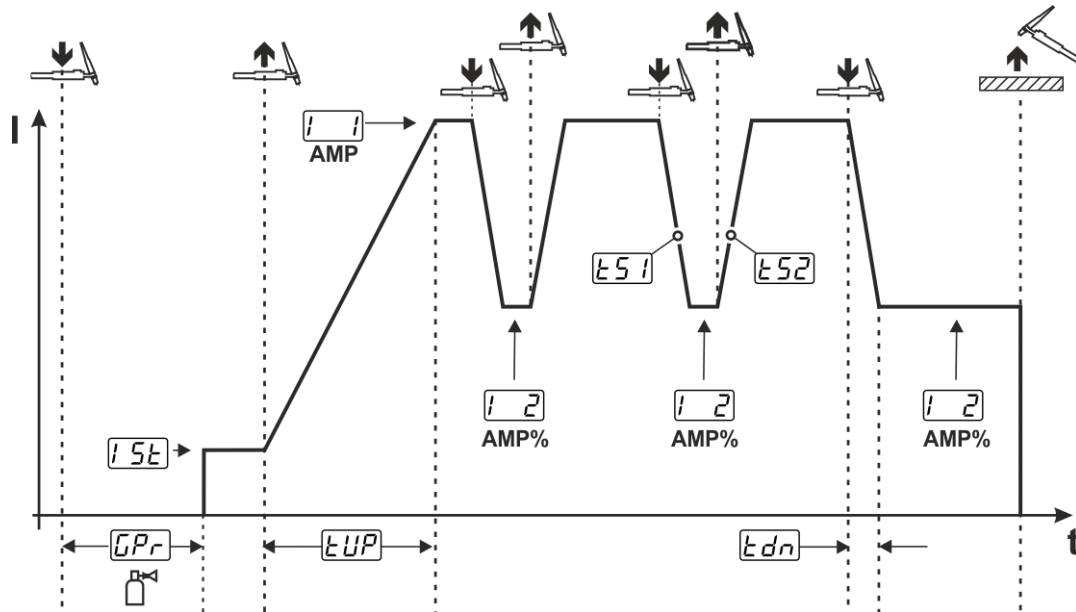 I
I 1
AMP
tS1
tS2
I 2
AMP%
I 2
AMP%
I 2
AMP%
ISt
GPr
tUP
tdn
t